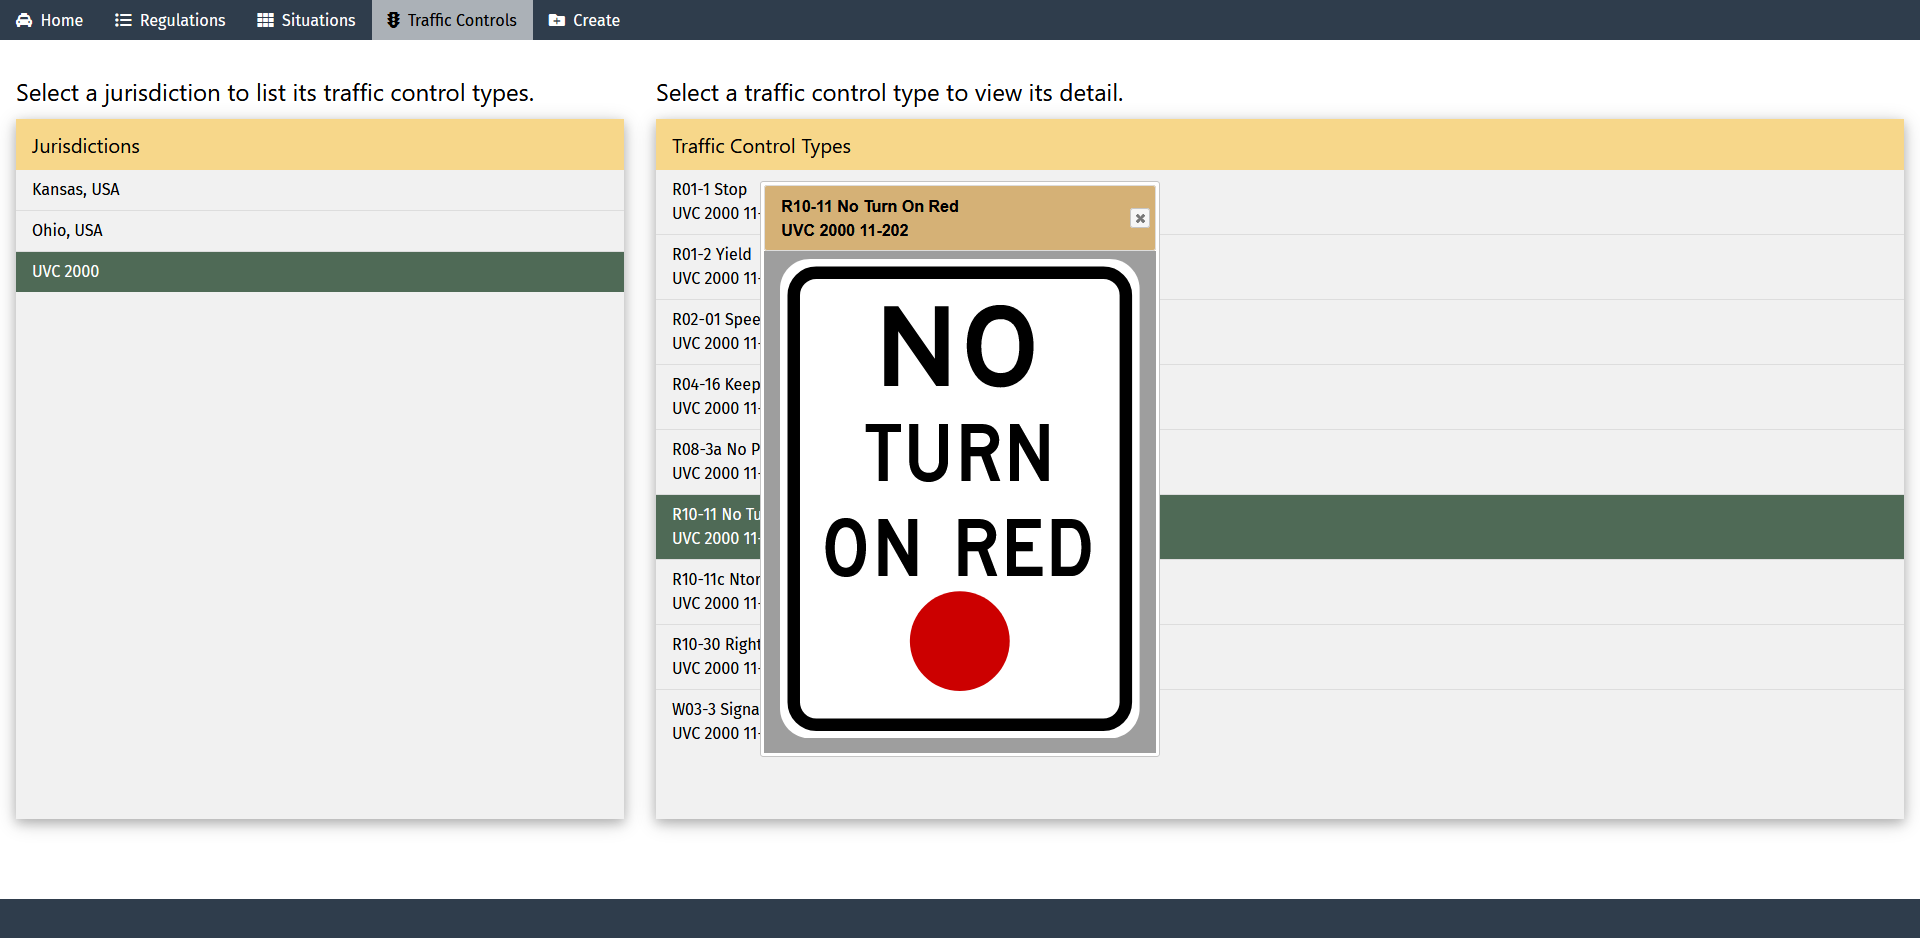 Home Regulations Situations Traffic Controls Create
Select a jurisdiction to list its traffic control types.
Jurisdictions
Kansas, USA
Ohio, USA
UVC 2000
Select a traffic control type to view its detail.
Traffic Control Types
R01-1 Stop
UVC 2000 11-
R01-2 Yield
UVC 2000 11-
R02-01 Spee
UVC 2000 11-
R04-16 Keep
UVC 2000 11-
R08-3a No P
UVC 2000 11-
R10-11 No Tu
UVC 2000 11-
R10-11c Ntor
UVC 2000 11-
R10-30 Right
UVC 2000 11-
W03-3 Signa
UVC 2000 11-
R10-11 No Turn On Red
UVC 2000 11-202
NO
TURN
ON RED